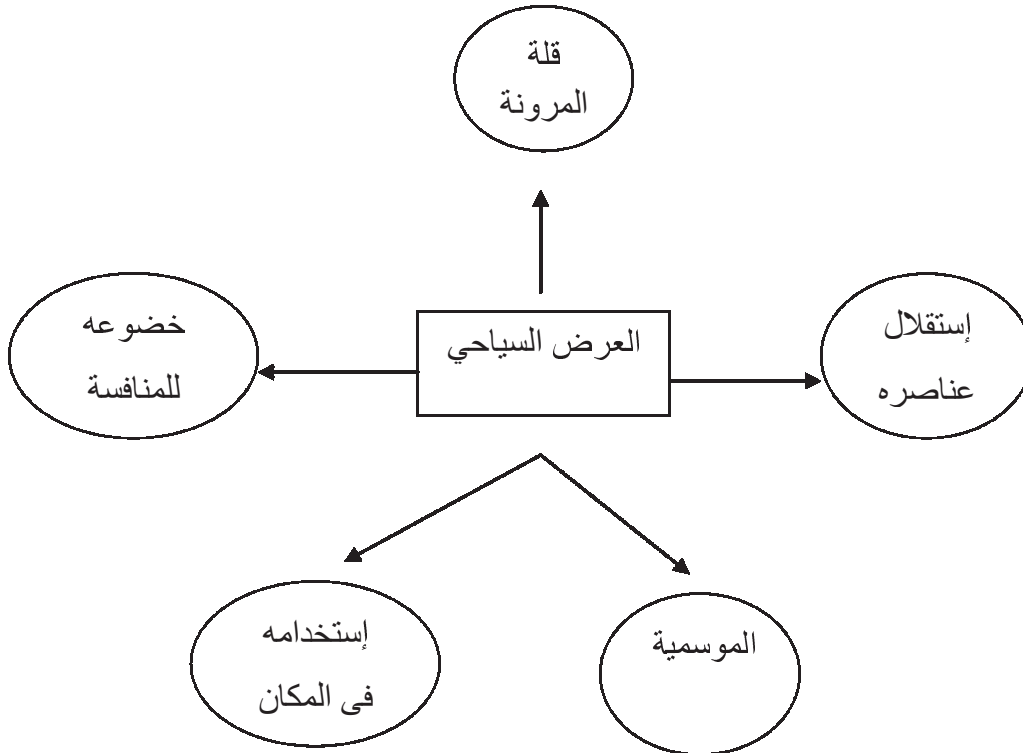 قلة
المرونة
العرض السياحي
إستقلال
عناصره
خضوعه
للمنافسة
الموسمية
إستخدامه
فى المكان